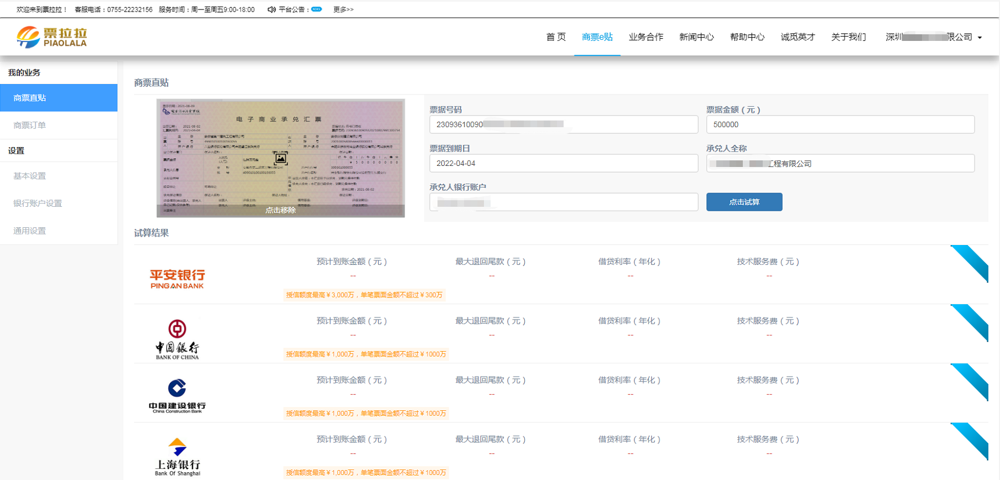 欢迎来到票拉拉！ 客服电话：0755-22232156 服务时间：周一至周五9:00-18:00 平台公告： NEWS 更多>>
票拉拉
PIAOLALA
首 页 商票e贴 业务合作 新闻中心 帮助中心 诚觅英才 关于我们 深圳 限公司
我的业务
商票直贴
商票订单
设置
基本设置
银行账户设置
通用设置
商票直贴
显示日期：2021-08-09
电子商业承兑汇票
2021-08-02
2022-04-04
点击移除
票据号码
23093610090
票据金额（元）
500000
票据到期日
2022-04-04
承兑人全称
工程有限公司
承兑人银行账户
点击试算
试算结果
平安银行
PING AN BANK
预计到账金额（元） 最大退回尾款（元） 借贷利率（年化） 技术服务费（元）
-- -- -- --
授信额度最高￥3,000万，单笔票面金额不超过￥300万
中国银行
BANK OF CHINA
预计到账金额（元） 最大退回尾款（元） 借贷利率（年化） 技术服务费（元）
-- -- -- --
授信额度最高￥1,000万，单笔票面金额不超过￥1000万
中国建设银行
China Construction Bank
预计到账金额（元） 最大退回尾款（元） 借贷利率（年化） 技术服务费（元）
-- -- -- --
授信额度最高￥1,000万，单笔票面金额不超过￥1000万
上海银行
Bank Of Shanghai
预计到账金额（元） 最大退回尾款（元） 借贷利率（年化） 技术服务费（元）
-- -- -- --
授信额度最高￥1,000万，单笔票面金额不超过￥1000万